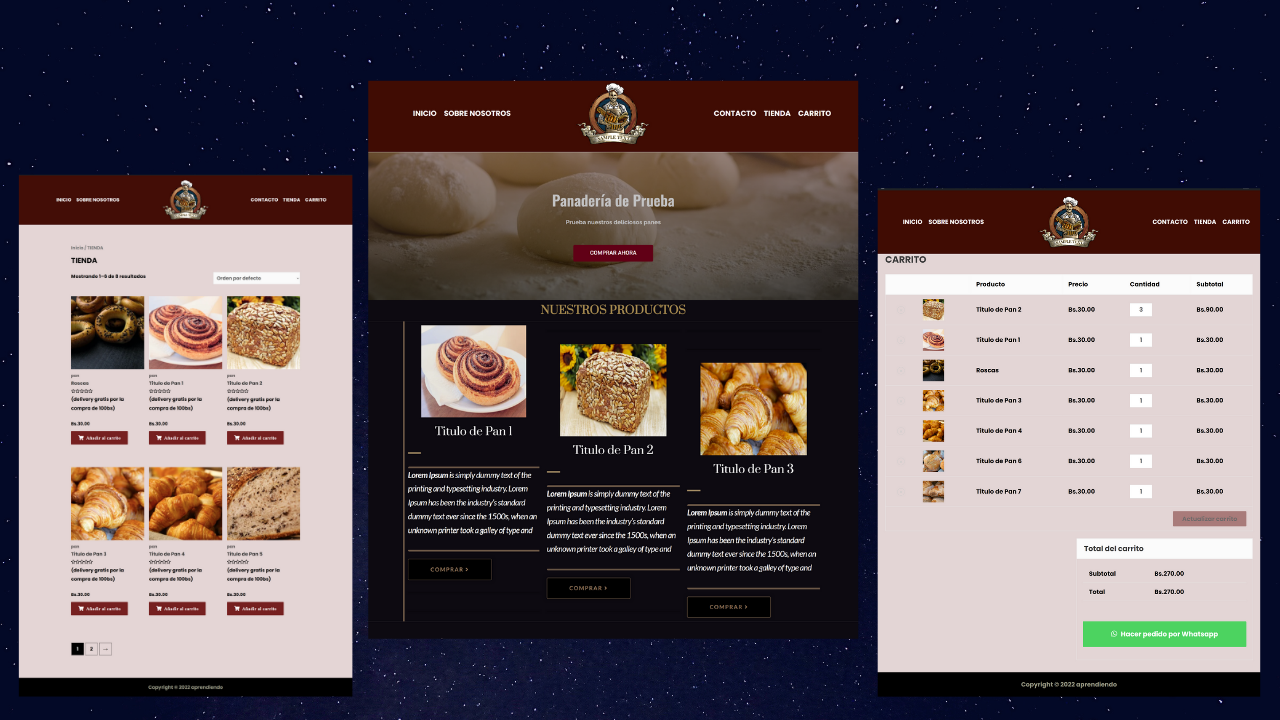 INICIO SOBRE NOSOTROS
SAMPLE TEXT
CONTACTO TIENDA CARRITO
Inicio / TIENDA
TIENDA
Mostrando 1–6 de 8 resultados
Orden por defecto
pan
Roscas
(delivery gratis por la
compra de 100bs)
Bs.30.00
Añadir al carrito
pan
Titulo de Pan 1
(delivery gratis por la
compra de 100bs)
Bs.30.00
Añadir al carrito
pan
Titulo de Pan 2
(delivery gratis por la
compra de 100bs)
Bs.30.00
Añadir al carrito
pan
Titulo de Pan 3
(delivery gratis por la
compra de 100bs)
Bs.30.00
Añadir al carrito
pan
Titulo de Pan 4
(delivery gratis por la
compra de 100bs)
Bs.30.00
Añadir al carrito
pan
Titulo de Pan 5
(delivery gratis por la
compra de 100bs)
Bs.30.00
Añadir al carrito
1 2 →
Copyright © 2022 aprendiendo
INICIO SOBRE NOSOTROS
SAMPLE TEXT
CONTACTO TIENDA CARRITO
Panadería de Prueba
Prueba nuestros deliciosos panes
COMPRAR AHORA
NUESTROS PRODUCTOS
Titulo de Pan 1
Lorem Ipsum is simply dummy text of the
printing and typesetting industry. Lorem
Ipsum has been the industry's standard
dummy text ever since the 1500s, when an
unknown printer took a galley of type and
COMPRAR >
Titulo de Pan 2
Lorem Ipsum is simply dummy text of the
printing and typesetting industry. Lorem
Ipsum has been the industry's standard
dummy text ever since the 1500s, when an
unknown printer took a galley of type and
COMPRAR >
Titulo de Pan 3
Lorem Ipsum is simply dummy text of the
printing and typesetting industry. Lorem
Ipsum has been the industry's standard
dummy text ever since the 1500s, when an
unknown printer took a galley of type and
COMPRAR >
INICIO SOBRE NOSOTROS
SAMPLE TEXT
CONTACTO TIENDA CARRITO
CARRITO
Producto Precio Cantidad Subtotal
Titulo de Pan 2 Bs.30.00 3 Bs.90.00
Titulo de Pan 1 Bs.30.00 1 Bs.30.00
Roscas Bs.30.00 1 Bs.30.00
Titulo de Pan 3 Bs.30.00 1 Bs.30.00
Titulo de Pan 4 Bs.30.00 1 Bs.30.00
Titulo de Pan 6 Bs.30.00 1 Bs.30.00
Titulo de Pan 7 Bs.30.00 1 Bs.30.00
Actualizar carrito
Total del carrito
Subtotal Bs.270.00
Total Bs.270.00
Hacer pedido por Whatsapp
Copyright © 2022 aprendiendo